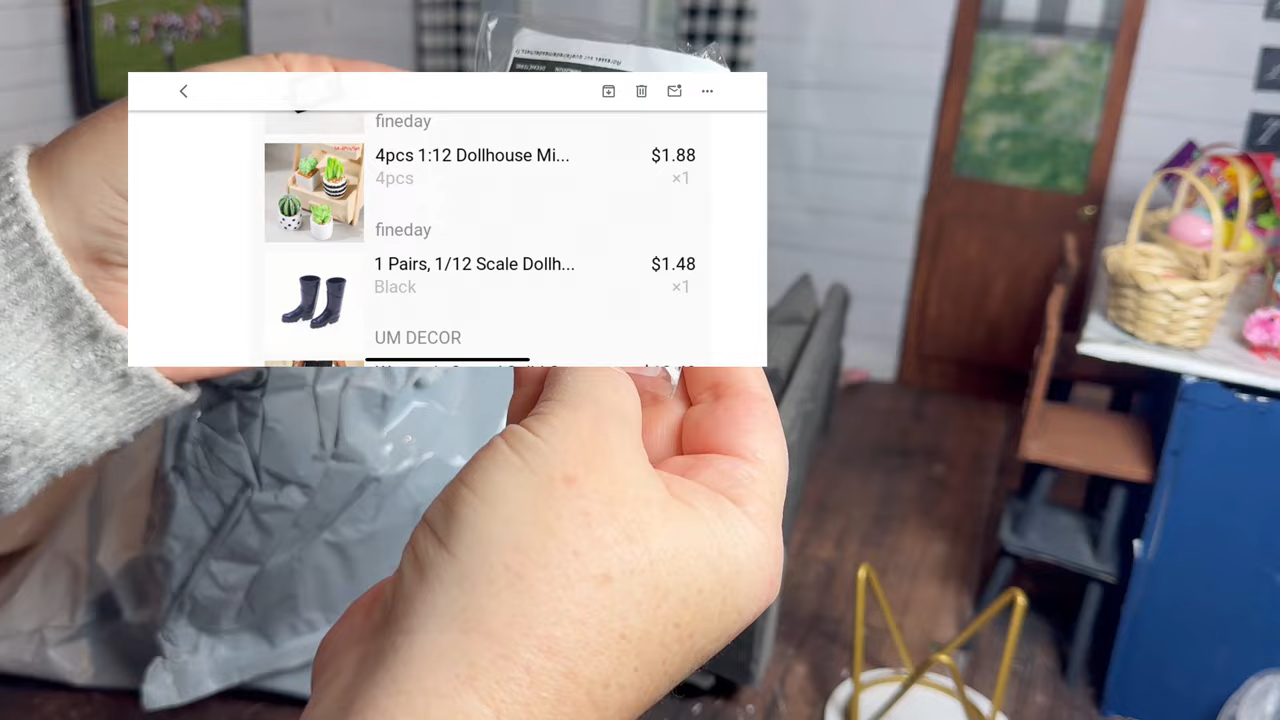 fineday
4pcs 1:12 Dollhouse Mi... $1.88
4pcs ×1
fineday
1 Pairs, 1/12 Scale Dollh... $1.48
Black ×1
UM DECOR